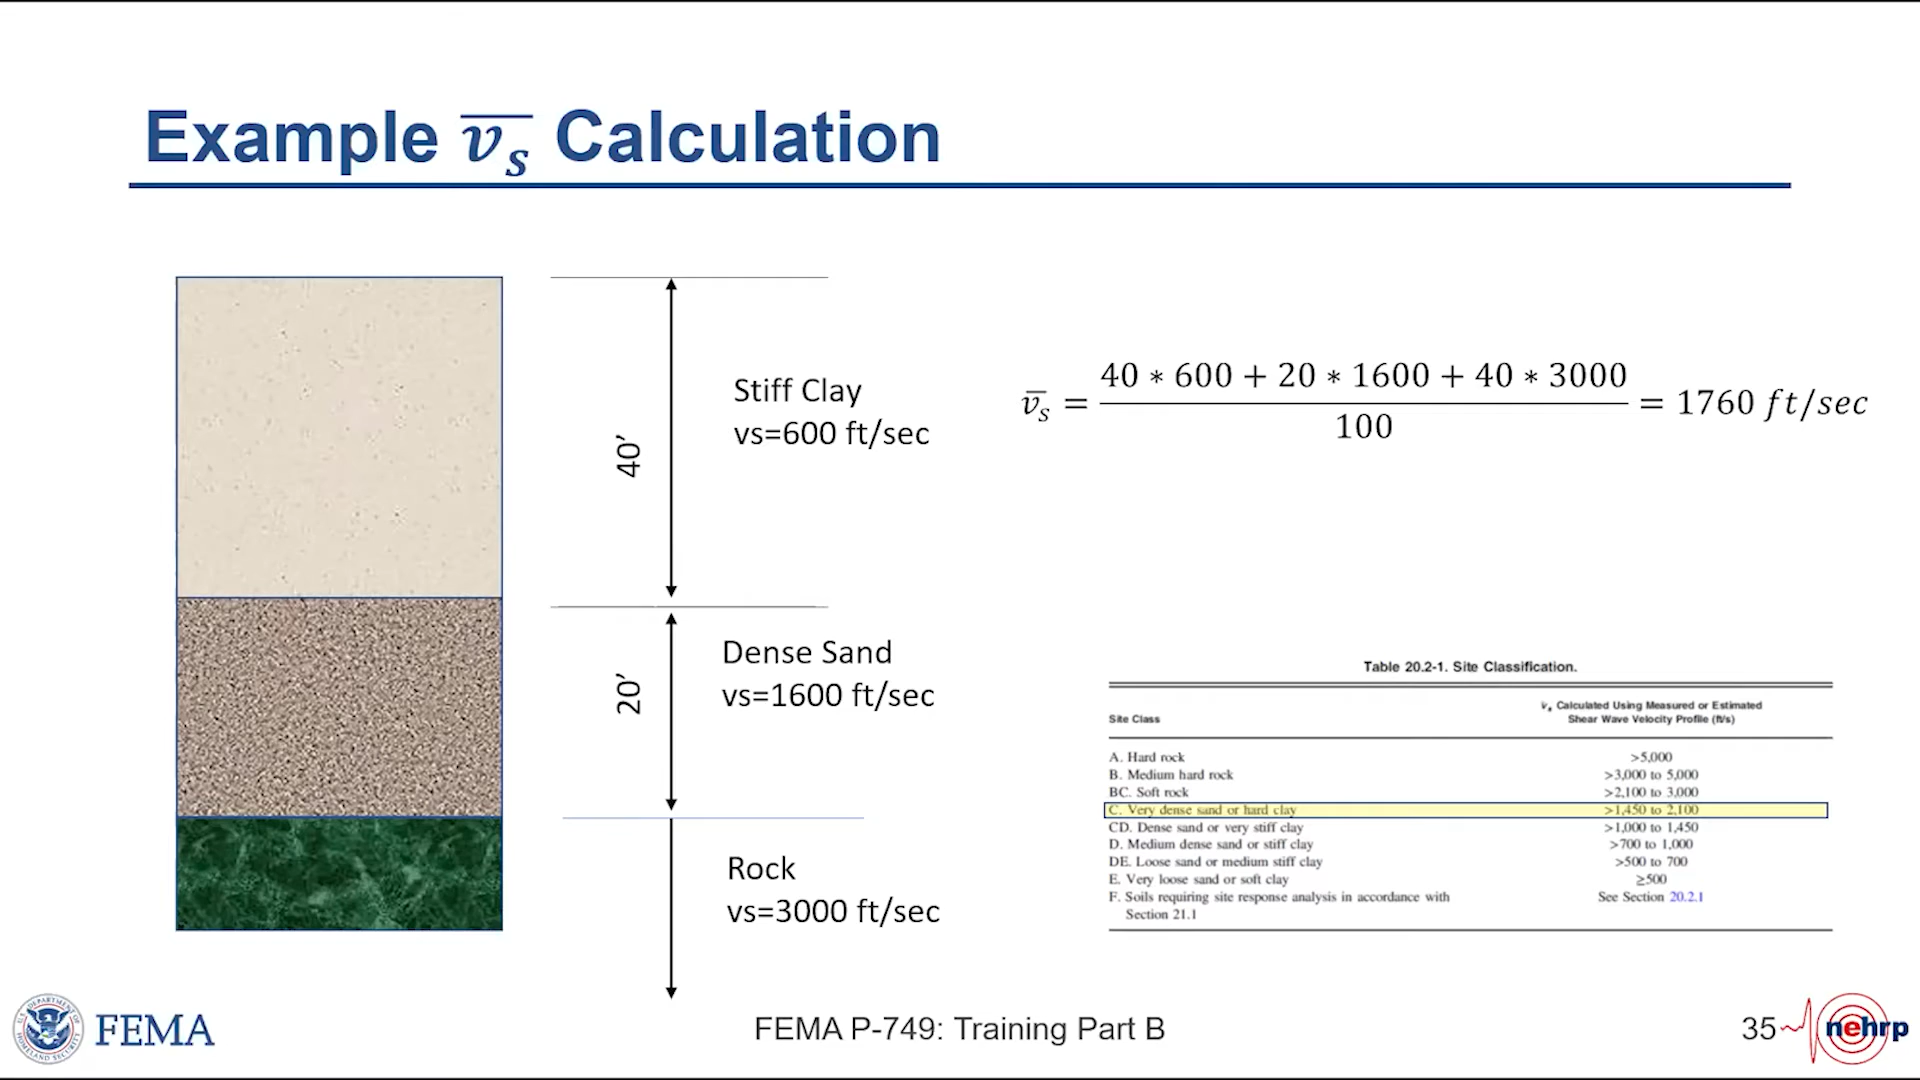 Example v̅ₛ Calculation
40’
Stiff Clay
vs=600 ft/sec
v̅ₛ = (40 ∗ 600 + 20 ∗ 1600 + 40 ∗ 3000) / 100 = 1760 ft/sec
20’
Dense Sand
vs=1600 ft/sec
Rock
vs=3000 ft/sec
Table 20.2-1. Site Classification.
Site Class
v̅ₛ Calculated Using Measured or Estimated
Shear Wave Velocity Profile (ft/s)
A. Hard rock >5,000
B. Medium hard rock >3,000 to 5,000
BC. Soft rock >2,100 to 3,000
C. Very dense sand or hard clay >1,450 to 2,100
CD. Dense sand or very stiff clay >1,000 to 1,450
D. Medium dense sand or stiff clay >700 to 1,000
DE. Loose sand or medium stiff clay >500 to 700
E. Very loose sand or soft clay ≥500
F. Soils requiring site response analysis in accordance with See Section 20.2.1
Section 21.1
FEMA
FEMA P-749: Training Part B
35
nehrp